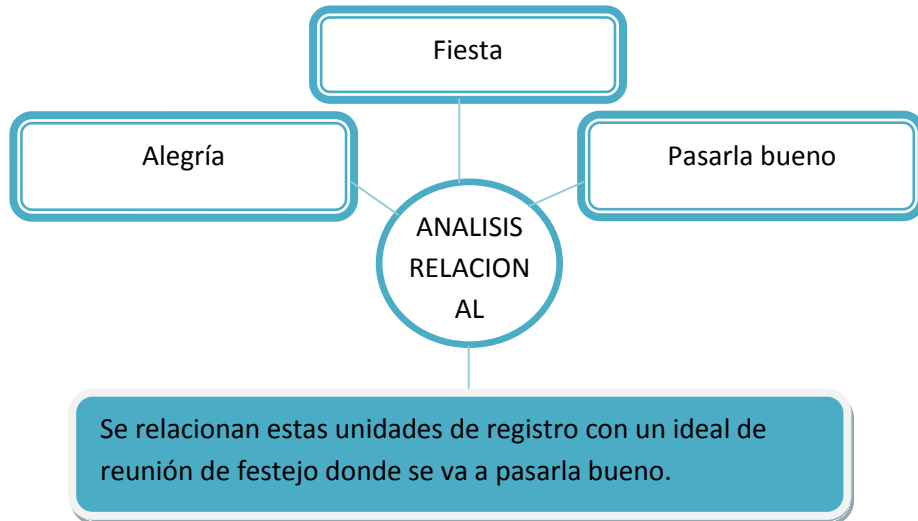 Fiesta
Alegría
Pasarla bueno
ANALISIS
RELACION
AL
Se relacionan estas unidades de registro con un ideal de
reunión de festejo donde se va a pasarla bueno.